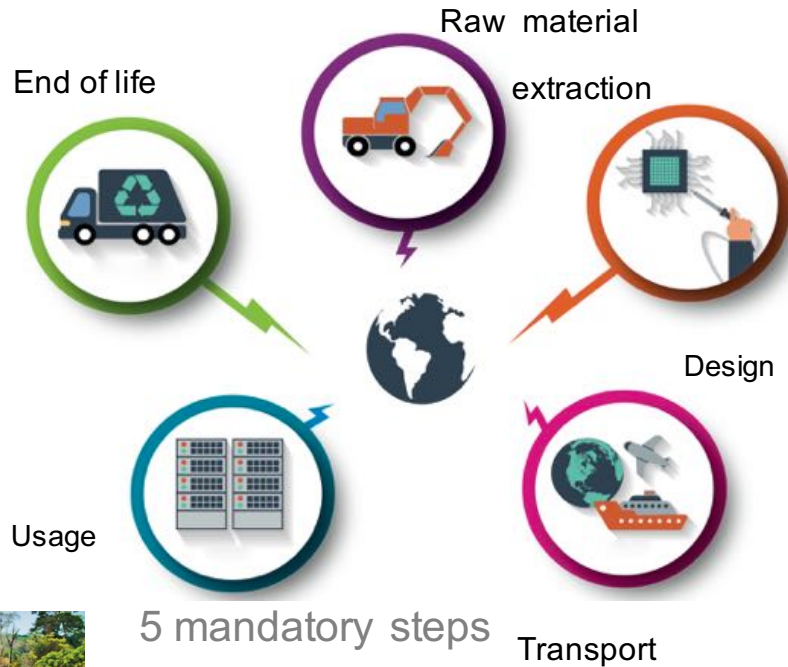 Raw material
extraction
End of life
Design
Usage
5 mandatory steps
Transport